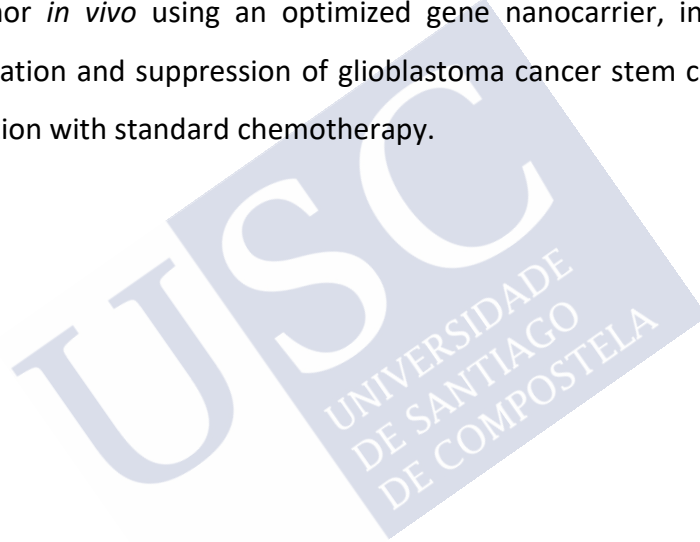 nor in vivo using an optimized gene nanocarrier, in
ation and suppression of glioblastoma cancer stem c
ion with standard chemotherapy.
USC
UNIVERSIDADE
DE SANTIAGO
DE COMPOSTELA